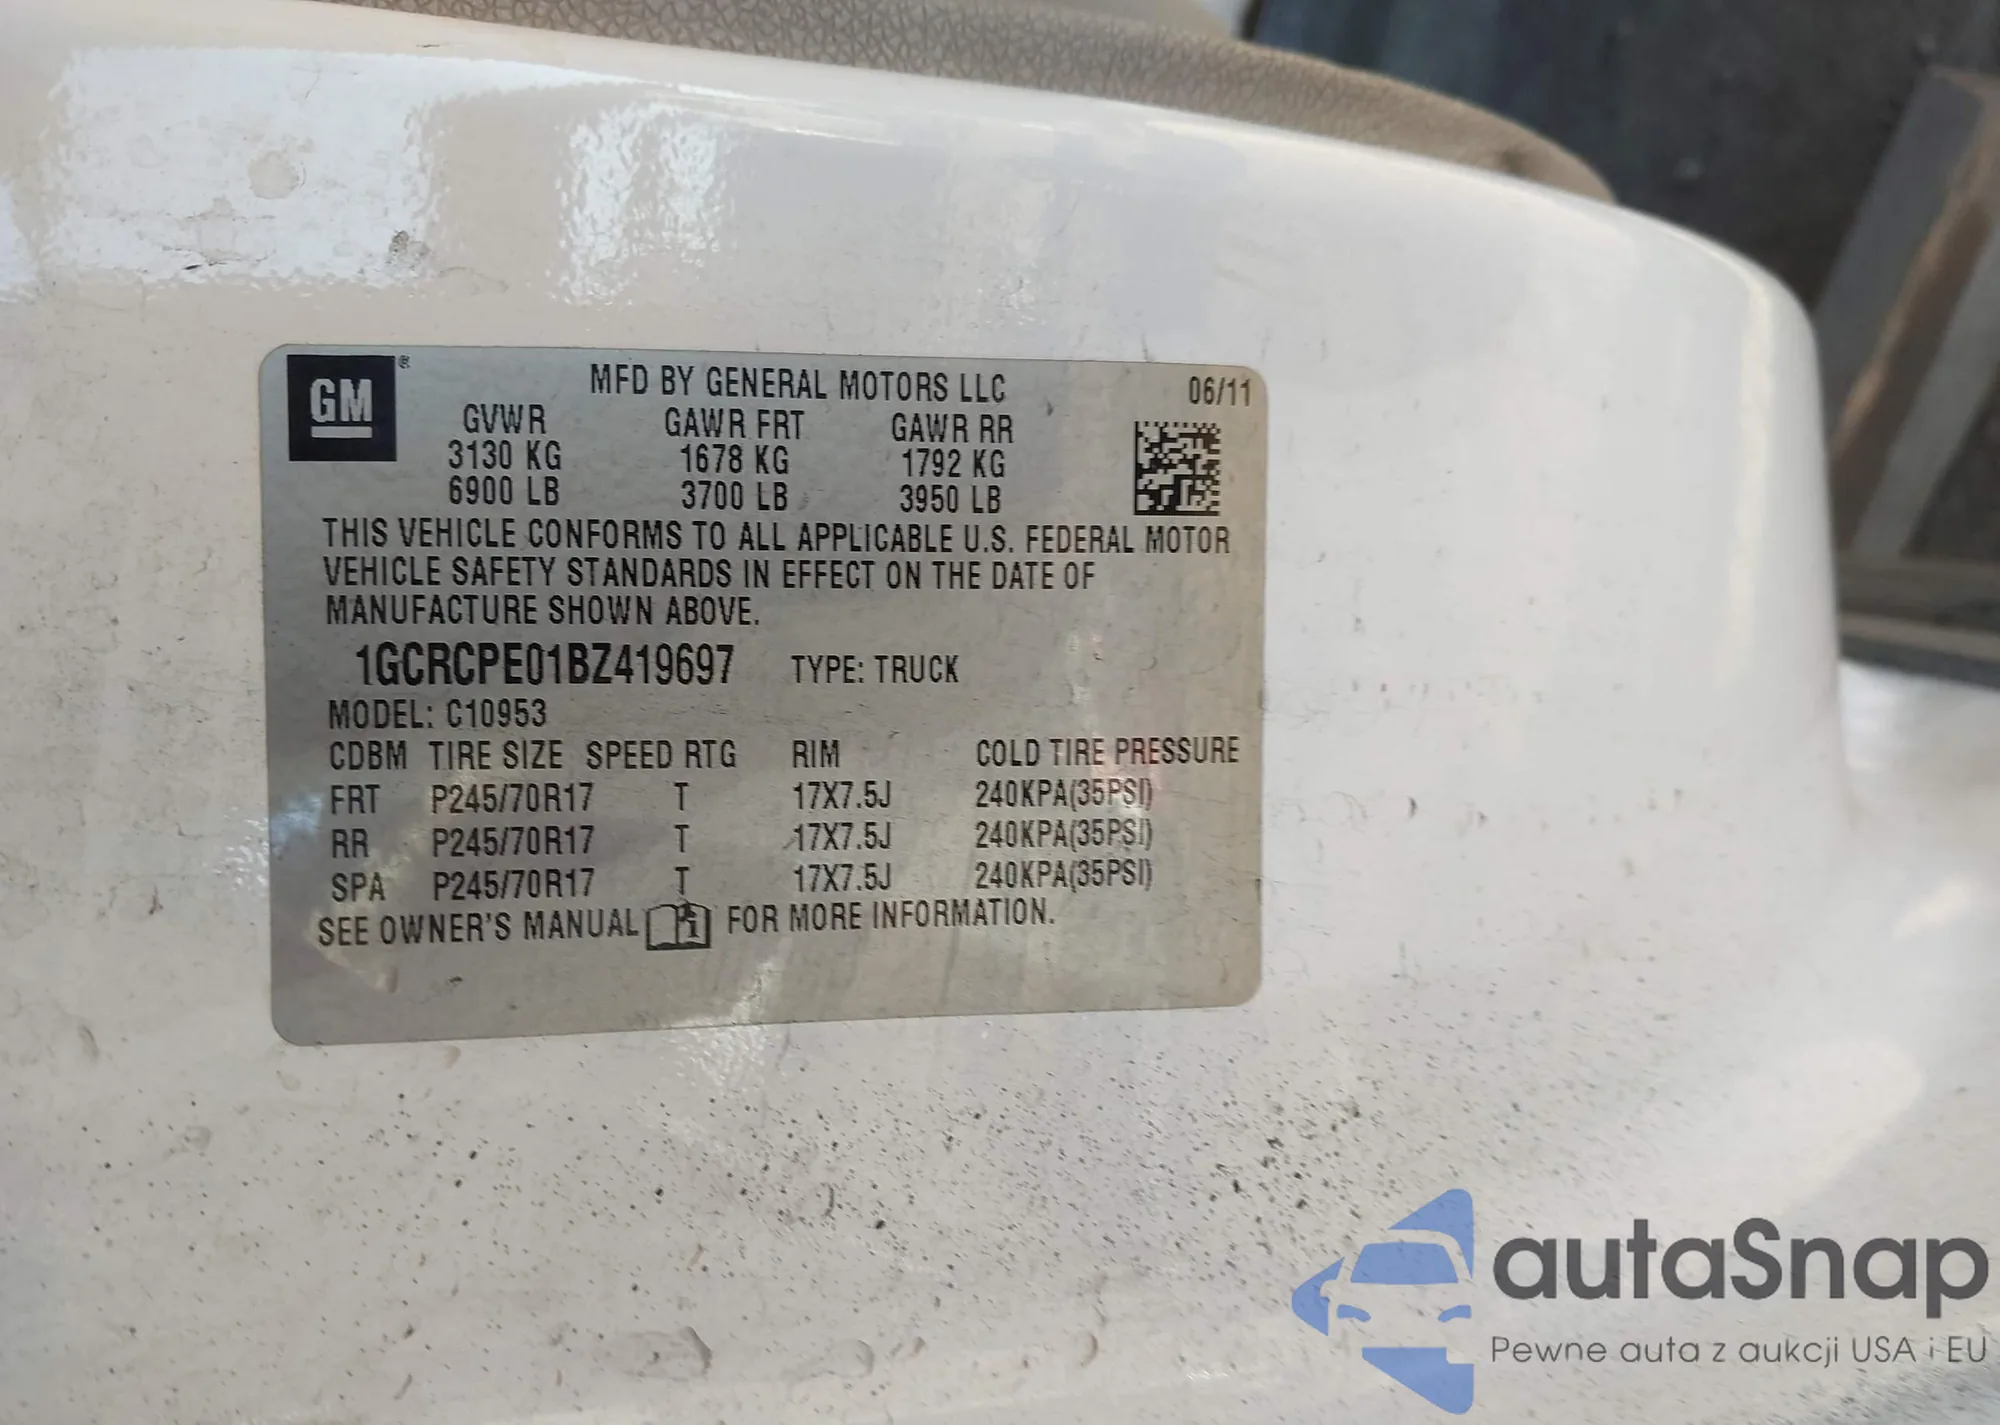 GM ®
MFD BY GENERAL MOTORS LLC 06/11
GVWR GAWR FRT GAWR RR
3130 KG 1678 KG 1792 KG
6900 LB 3700 LB 3950 LB
THIS VEHICLE CONFORMS TO ALL APPLICABLE U.S. FEDERAL MOTOR
VEHICLE SAFETY STANDARDS IN EFFECT ON THE DATE OF
MANUFACTURE SHOWN ABOVE.
1GCRCPE01BZ419697 TYPE: TRUCK
MODEL: C10953
CDBM TIRE SIZE SPEED RTG RIM COLD TIRE PRESSURE
FRT P245/70R17 T 17X7.5J 240KPA(35PSI)
RR P245/70R17 T 17X7.5J 240KPA(35PSI)
SPA P245/70R17 T 17X7.5J 240KPA(35PSI)
SEE OWNER'S MANUAL i FOR MORE INFORMATION.
autaSnap
Pewne auta z aukcji USA i EU